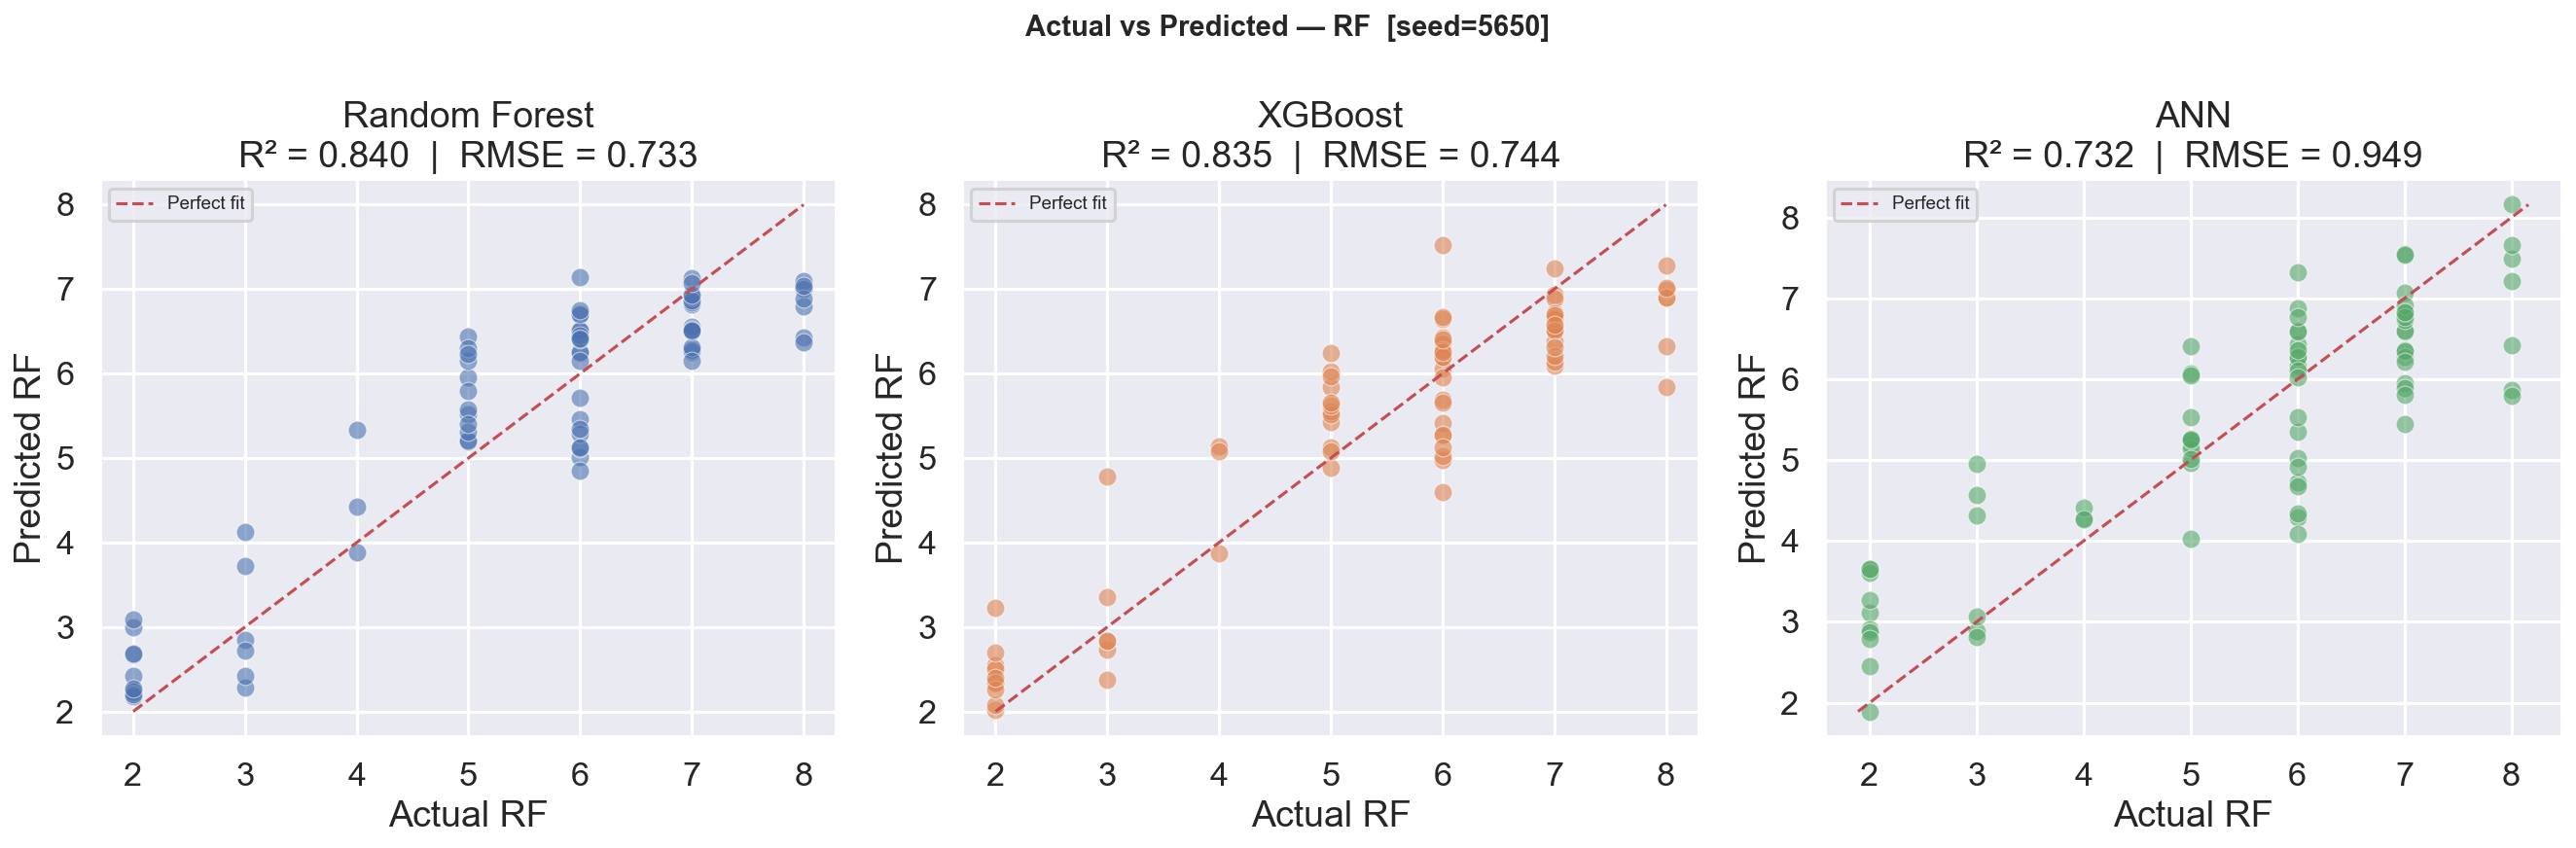 Actual vs Predicted — RF [seed=5650]
Random Forest
R² = 0.840 | RMSE = 0.733
Perfect fit
8
7
6
5
4
3
2
Predicted RF
2 3 4 5 6 7 8
Actual RF
XGBoost
R² = 0.835 | RMSE = 0.744
Perfect fit
8
7
6
5
4
3
2
Predicted RF
2 3 4 5 6 7 8
Actual RF
ANN
R² = 0.732 | RMSE = 0.949
Perfect fit
8
7
6
5
4
3
2
Predicted RF
2 3 4 5 6 7 8
Actual RF